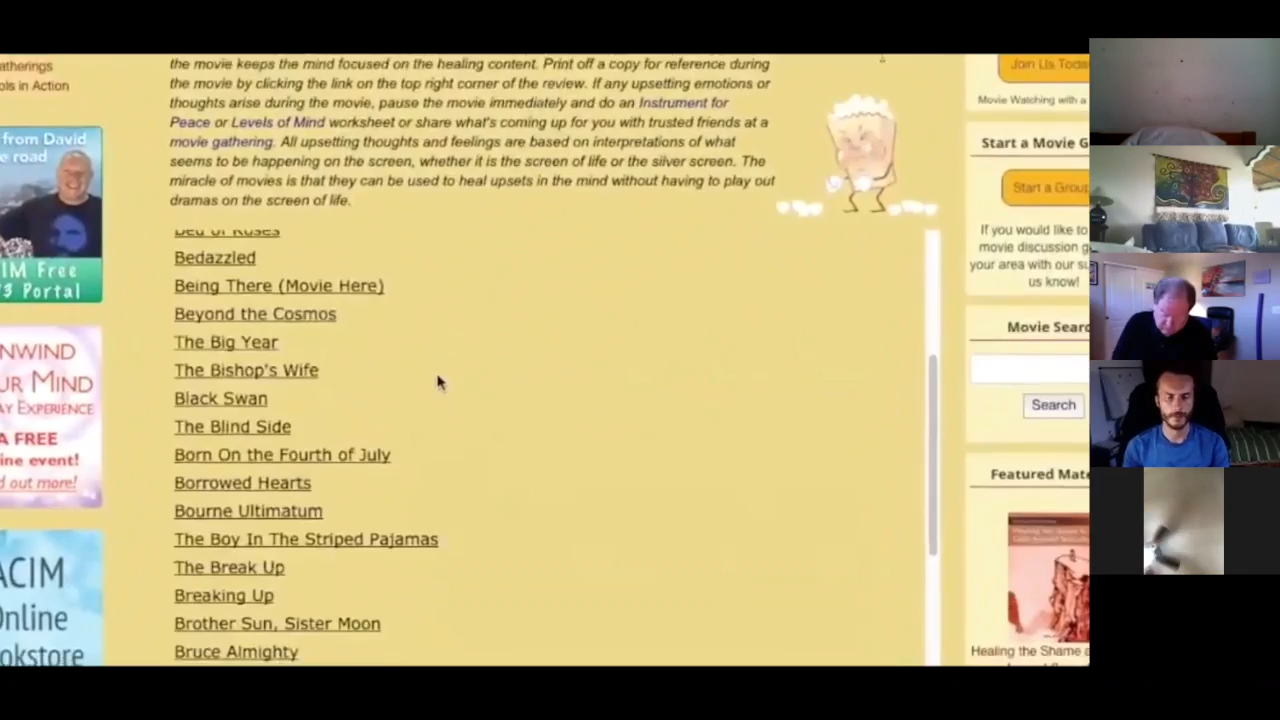 atherings
ols in Action
from David
e road
IM Free
3 Portal
NWIND
UR MIND
AY EXPERIENCE
A FREE
ine event!
d out more!
ACIM
Online
okstore
the movie keeps the mind focused on the healing content. Print off a copy for reference during
the movie by clicking the link on the top right corner of the review. If any upsetting emotions or
thoughts arise during the movie, pause the movie immediately and do an Instrument for
Peace or Levels of Mind worksheet or share what's coming up for you with trusted friends at a
movie gathering. All upsetting thoughts and feelings are based on interpretations of what
seems to be happening on the screen, whether it is the screen of life or the silver screen. The
miracle of movies is that they can be used to heal upsets in the mind without having to play out
dramas on the screen of life.
Bed of Roses
Bedazzled
Being There (Movie Here)
Beyond the Cosmos
The Big Year
The Bishop's Wife
Black Swan
The Blind Side
Born On the Fourth of July
Borrowed Hearts
Bourne Ultimatum
The Boy In The Striped Pajamas
The Break Up
Breaking Up
Brother Sun, Sister Moon
Bruce Almighty
Join Us Toda
Movie Watching with a
Start a Movie G
Start a Group
If you would like to
movie discussion g
your area with our su
us know!
Movie Searc
Search
Featured Mate
Healing the Shame a